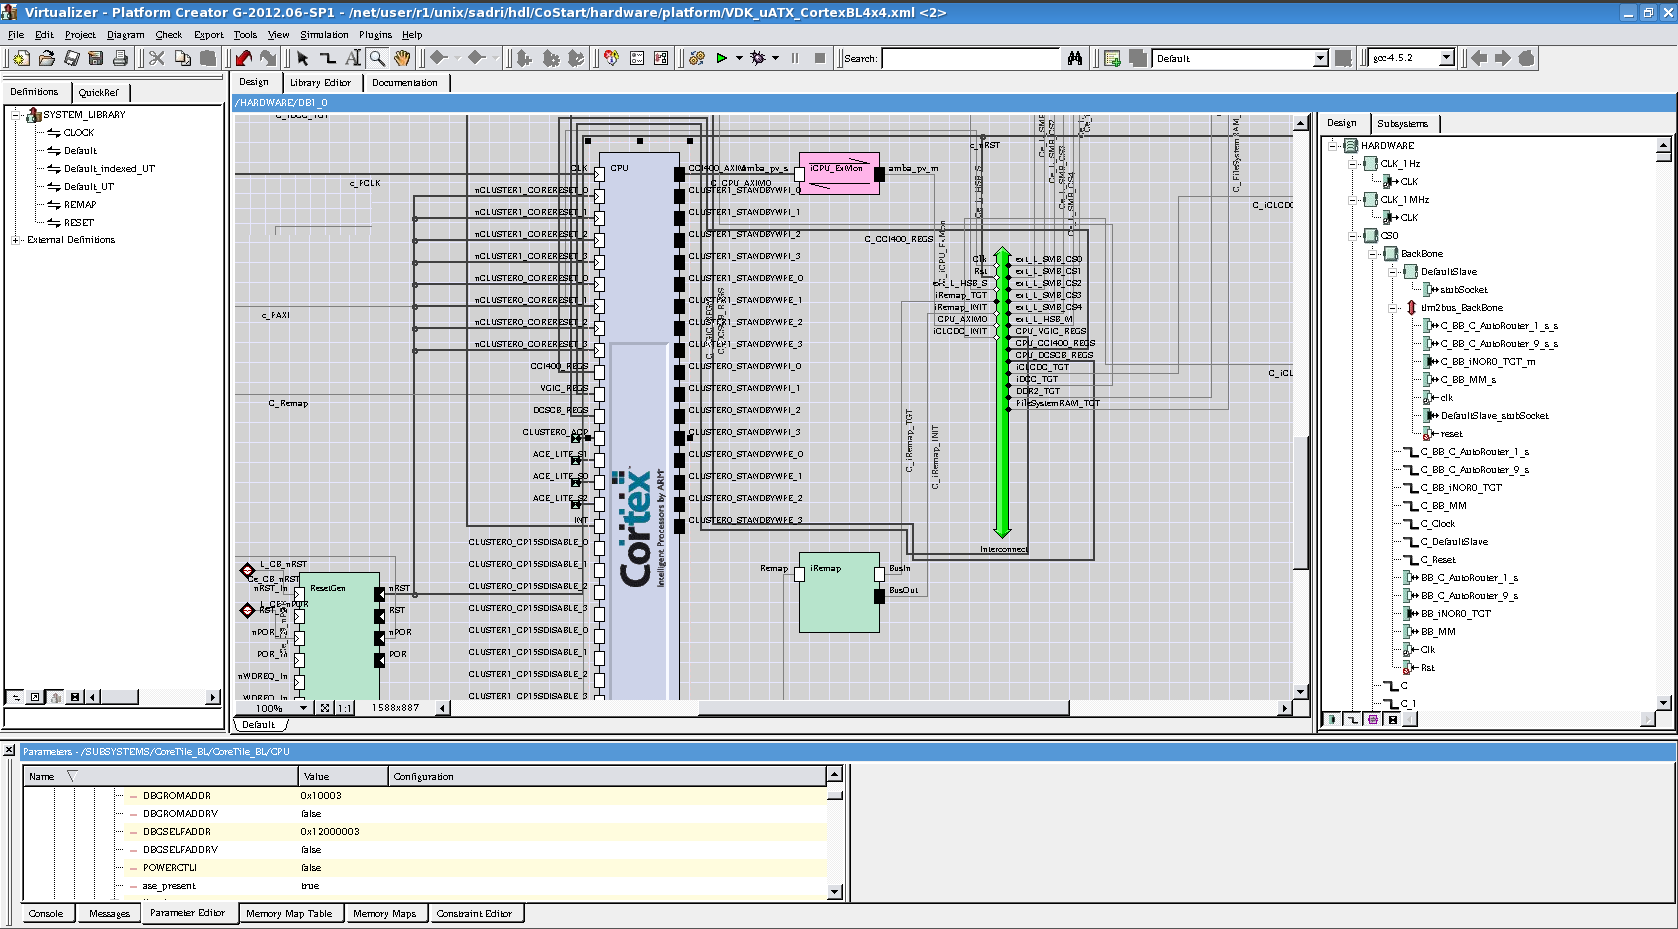 Virtualizer - Platform Creator G-2012.06-SP1 - /net/user/r1/unix/sadri/hdl/CoStart/hardware/platform/VDK_uATX_CortexBL4x4.xml <2>
File Edit Project Diagram Check Export Tools View Simulation Plugins Help
Search:
Default
gcc-4.5.2
Definitions
QuickRef
SYSTEM_LIBRARY
CLOCK
Default
Default_indexed_UT
Default_UT
REMAP
RESET
External Definitions
Design
Library Editor
Documentation
/HARDWARE/DB1_0
c_PCLK
c_PAXI
C_Remap
CPU
CLK
nCLUSTER1_CORERESET_0
nCLUSTER1_CORERESET_1
nCLUSTER1_CORERESET_2
nCLUSTER1_CORERESET_3
nCLUSTER0_CORERESET_0
nCLUSTER0_CORERESET_1
nCLUSTER0_CORERESET_2
nCLUSTER0_CORERESET_3
CCI400_REGS
VGIC_REGS
DCSCB_REGS
CLUSTER0_ACP
ACE_LITE_S1
ACE_LITE_S0
ACE_LITE_S2
INT
CLUSTER0_CP15SDISABLE_0
CLUSTER0_CP15SDISABLE_1
CLUSTER0_CP15SDISABLE_2
CLUSTER0_CP15SDISABLE_3
CLUSTER1_CP15SDISABLE_0
CLUSTER1_CP15SDISABLE_1
CLUSTER1_CP15SDISABLE_2
CLUSTER1_CP15SDISABLE_3
Cortex
Intelligent Processors by ARM
CCI400_AXIM0
C_CPU_AXIM0
CLUSTER1_STANDBYWFI_0
CLUSTER1_STANDBYWFI_1
CLUSTER1_STANDBYWFI_2
CLUSTER1_STANDBYWFI_3
CLUSTER1_STANDBYWFE_0
CLUSTER1_STANDBYWFE_1
CLUSTER1_STANDBYWFE_2
CLUSTER1_STANDBYWFE_3
CLUSTER0_STANDBYWFI_0
CLUSTER0_STANDBYWFI_1
CLUSTER0_STANDBYWFI_2
CLUSTER0_STANDBYWFI_3
CLUSTER0_STANDBYWFE_0
CLUSTER0_STANDBYWFE_1
CLUSTER0_STANDBYWFE_2
CLUSTER0_STANDBYWFE_3
amba_pv_s
iCPU_ExMon
amba_pv_m
C_CCI400_REGS
C_iCPU_ExMon
c_nRST
C_iRemap_TGT
C_iRemap_INIT
Clk
Rst
ext_L_HSB_S
iRemap_TGT
iRemap_INIT
CPU_AXIM0
iCLCDC_INIT
ext_L_SMB_CS0
ext_L_SMB_CS1
ext_L_SMB_CS2
ext_L_SMB_CS3
ext_L_SMB_CS4
ext_L_HSB_M
CPU_VGIC_REGS
CPU_CCI400_REGS
CPU_DCSCB_REGS
iCLCDC_TGT
iDCC_TGT
DDR2_TGT
FileSystemRAM_TGT
Interconnect
Remap
iRemap
BusIn
BusOut
L_CB_nRST
Ce_CB_nRST
nRST_In
ResetGen
nRST
RST
nPOR
POR
POR_In
nWDREQ_In
WDREQ_In
100%
1:1
1588x887
Default
Design
Subsystems
HARDWARE
CLK_1Hz
CLK
CLK_1MHz
CLK
CS0
BackBone
DefaultSlave
stubSocket
tlm2bus_BackBone
C_BB_C_AutoRouter_1_s_s
C_BB_C_AutoRouter_9_s_s
C_BB_iNOR0_TGT_m
C_BB_MM_s
clk
DefaultSlave_stubSocket
reset
C_BB_C_AutoRouter_1_s
C_BB_C_AutoRouter_9_s
C_BB_iNOR0_TGT
C_BB_MM
C_Clock
C_DefaultSlave
C_Reset
BB_C_AutoRouter_1_s
BB_C_AutoRouter_9_s
BB_iNOR0_TGT
BB_MM
Clk
Rst
C
C_1
Parameters - /SUBSYSTEMS/CoreTile_BL/CoreTile_BL/CPU
Name Value Configuration
DBGROMADDR 0x10003
DBGROMADDRV false
DBGSELFADDR 0x12000003
DBGSELFADDRV false
POWERCTLI false
ase_present true
Console Messages Parameter Editor Memory Map Table Memory Maps Constraint Editor